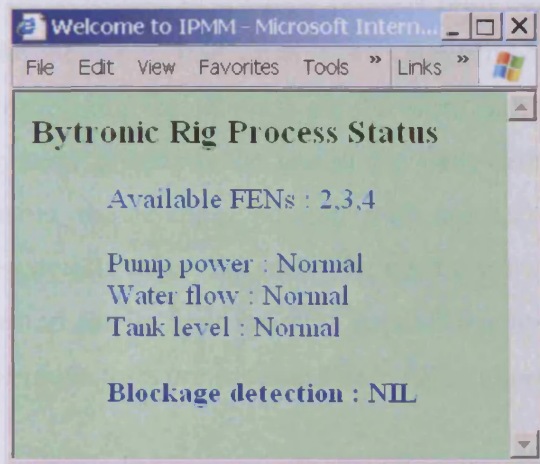 Welcome to IPMM - Microsoft Intern...
File Edit View Favorites Tools » Links »
Bytronic Rig Process Status
Available FENs : 2,3,4
Pump power : Normal
Water flow : Normal
Tank level : Normal
Blockage detection : NIL